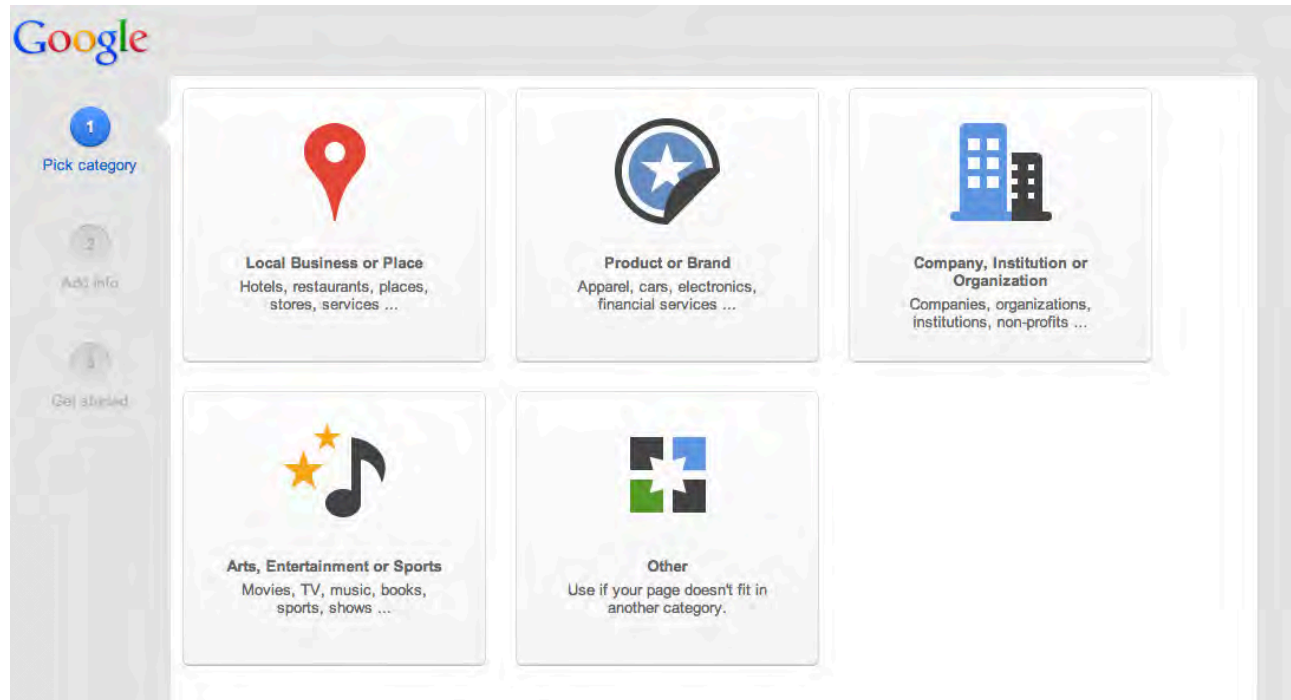 Google
1
Pick category
2
Add info
3
Get started
Local Business or Place
Hotels, restaurants, places,
stores, services ...
Product or Brand
Apparel, cars, electronics,
financial services ...
Company, Institution or
Organization
Companies, organizations,
institutions, non-profits ...
Arts, Entertainment or Sports
Movies, TV, music, books,
sports, shows ...
Other
Use if your page doesn't fit in
another category.